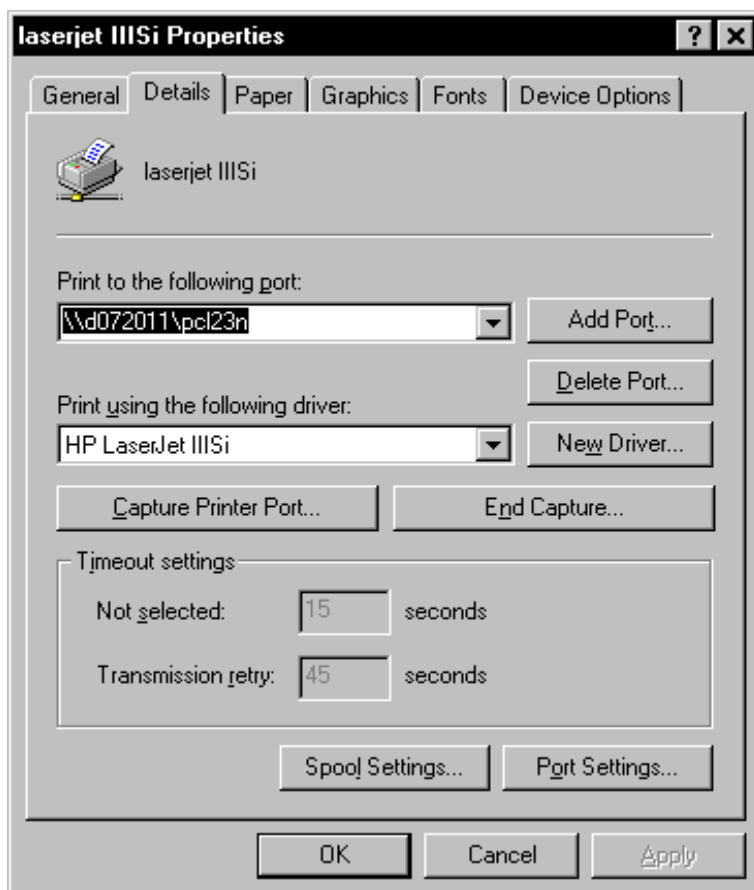 laserjet IIISi Properties
General Details Paper Graphics Fonts Device Options
laserjet IIISi
Print to the following port:
\\d072011\pcl23n Add Port...
Delete Port...
Print using the following driver:
HP LaserJet IIISi New Driver...
Capture Printer Port... End Capture...
Timeout settings
Not selected: 15 seconds
Transmission retry: 45 seconds
Spool Settings... Port Settings...
OK Cancel Apply